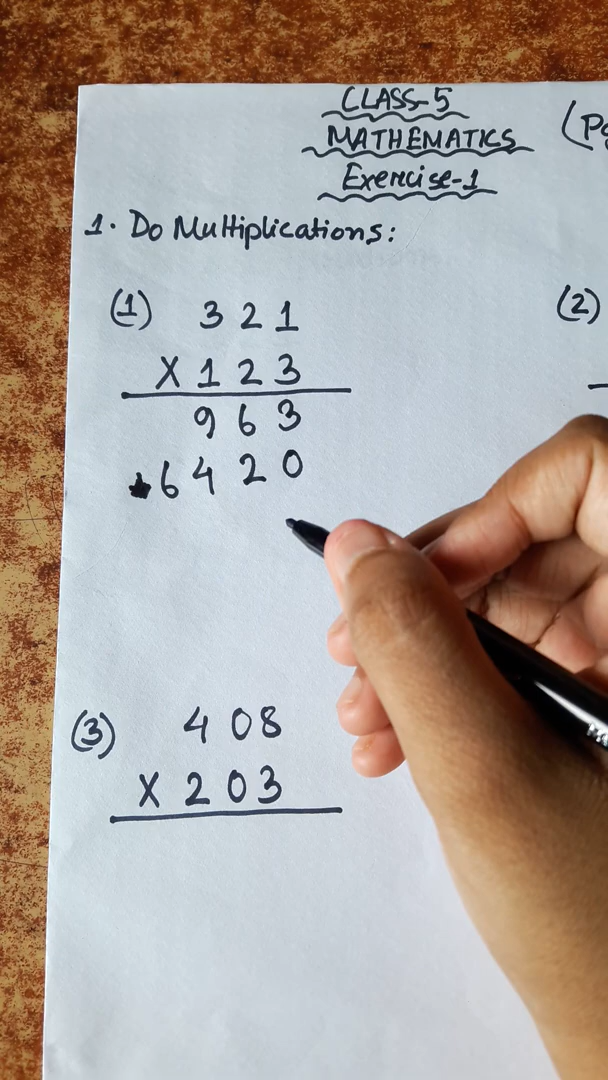 CLASS-5
MATHEMATICS
Exercise-1
1. Do Multiplications:
(1) 321
X 123
963
6420
(2)
(3) 408
X 203